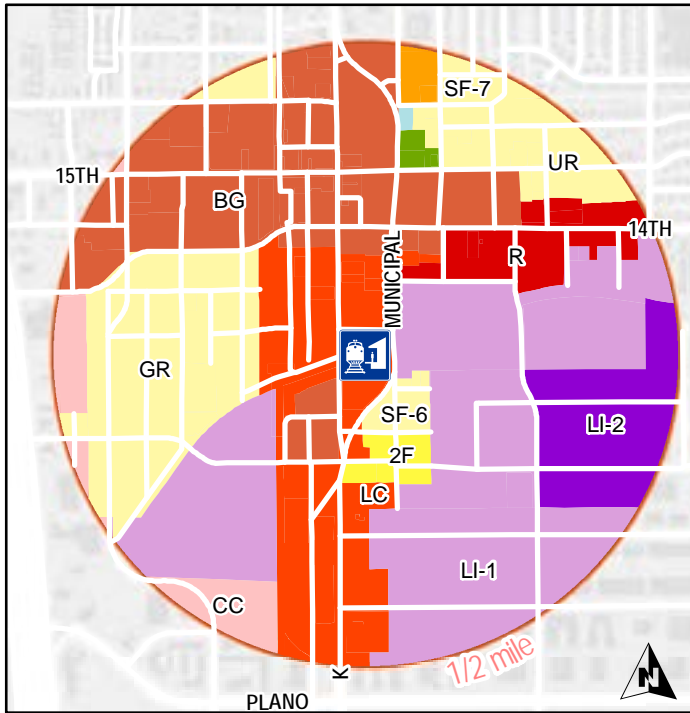 SF-7
UR
15TH
BG
14TH
MUNICIPAL
R
GR
SF-6
LI-2
2F
LC
LI-1
CC
1/2 mile
K
PLANO
N